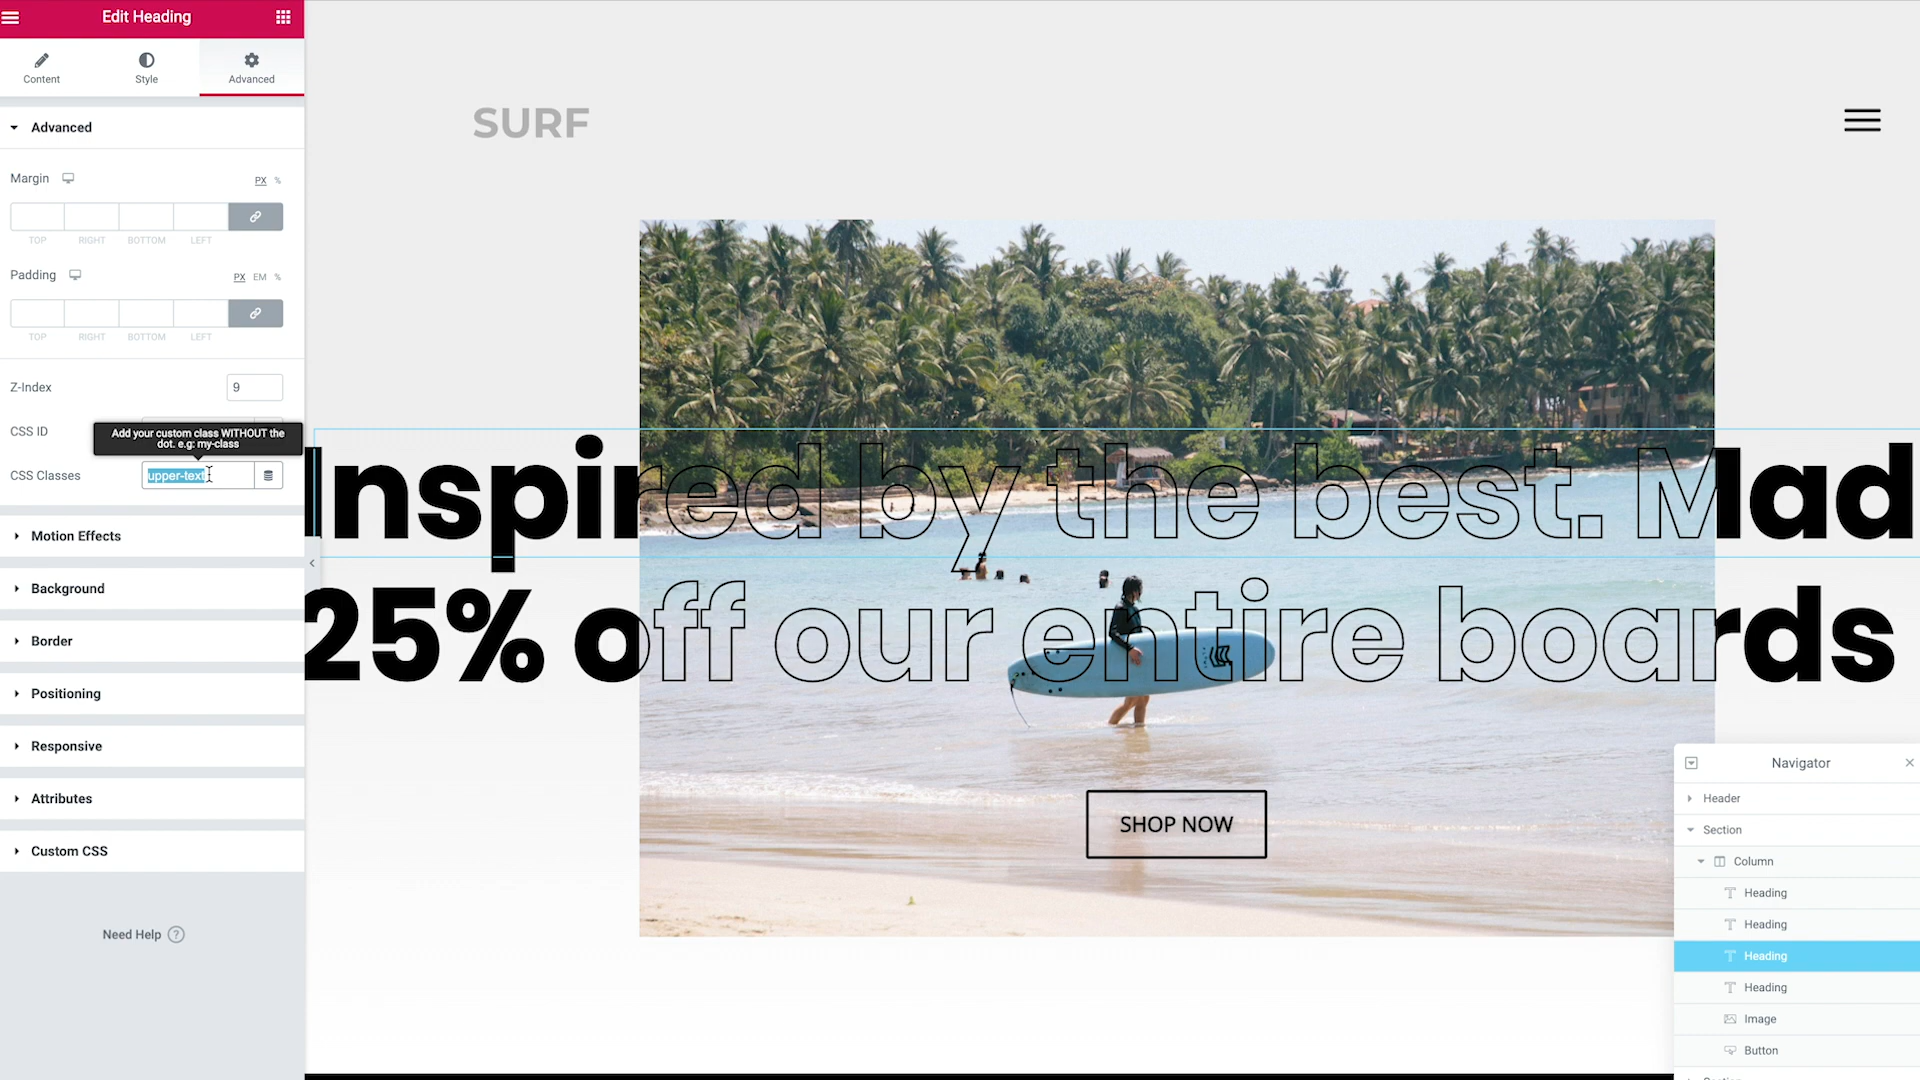 Edit Heading
Content
Style
Advanced
Advanced
Margin
PX %
TOP RIGHT BOTTOM LEFT
Padding
PX EM %
TOP RIGHT BOTTOM LEFT
Z-Index
9
CSS ID
Add your custom class WITHOUT the
dot. e.g: my-class
CSS Classes
upper-text
Motion Effects
Background
Border
Positioning
Responsive
Attributes
Custom CSS
Need Help ?
SURF
Inspired by the best. Mad
25% off our entire boards
SHOP NOW
Navigator
Header
Section
Column
Heading
Heading
Heading
Heading
Image
Button